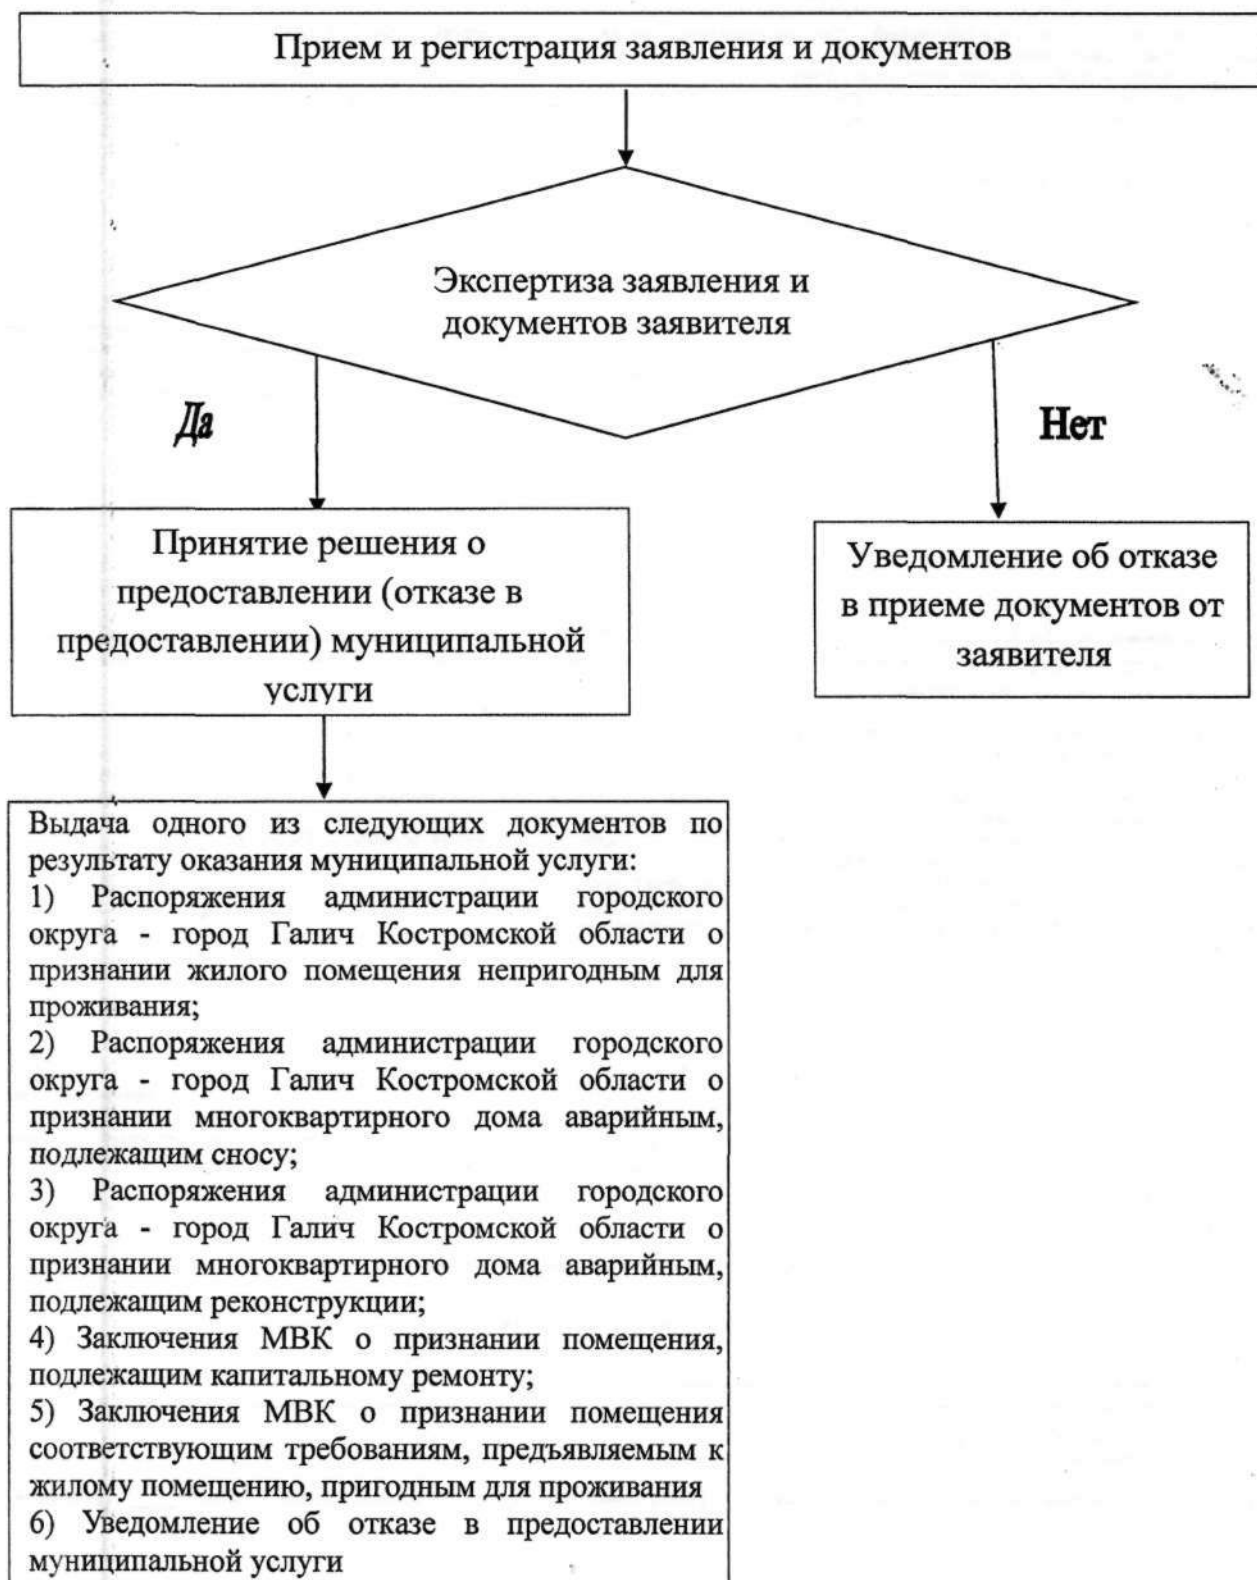 Прием и регистрация заявления и документов
Экспертиза заявления и
документов заявителя
Да
Нет
Принятие решения о
предоставлении (отказе в
предоставлении) муниципальной
услуги
Уведомление об отказе
в приеме документов от
заявителя
Выдача одного из следующих документов по
результату оказания муниципальной услуги:
1) Распоряжения администрации городского
округа - город Галич Костромской области о
признании жилого помещения непригодным для
проживания;
2) Распоряжения администрации городского
округа - город Галич Костромской области о
признании многоквартирного дома аварийным,
подлежащим сносу;
3) Распоряжения администрации городского
округа - город Галич Костромской области о
признании многоквартирного дома аварийным,
подлежащим реконструкции;
4) Заключения МВК о признании помещения,
подлежащим капитальному ремонту;
5) Заключения МВК о признании помещения
соответствующим требованиям, предъявляемым к
жилому помещению, пригодным для проживания
6) Уведомление об отказе в предоставлении
муниципальной услуги